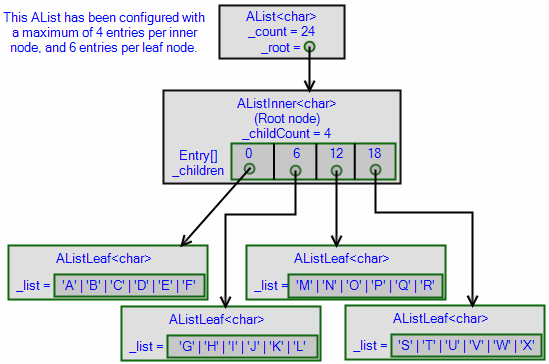 This AList has been configured with
a maximum of 4 entries per inner
node, and 6 entries per leaf node.
AList<char>
_count = 24
_root =
AListInner<char>
(Root node)
_childCount = 4
Entry[]
_children
0 6 12 18
AListLeaf<char>
_list = 'A' | 'B' | 'C' | 'D' | 'E' | 'F'
AListLeaf<char>
_list = 'M' | 'N' | 'O' | 'P' | 'Q' | 'R'
AListLeaf<char>
_list = 'G' | 'H' | 'I' | 'J' | 'K' | 'L'
AListLeaf<char>
_list = 'S' | 'T' | 'U' | 'V' | 'W' | 'X'